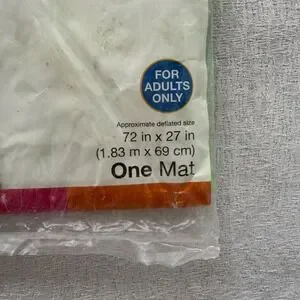 FOR
ADULTS
ONLY
Approximate deflated size
72 in x 27 in
(1.83 m x 69 cm)
One Mat